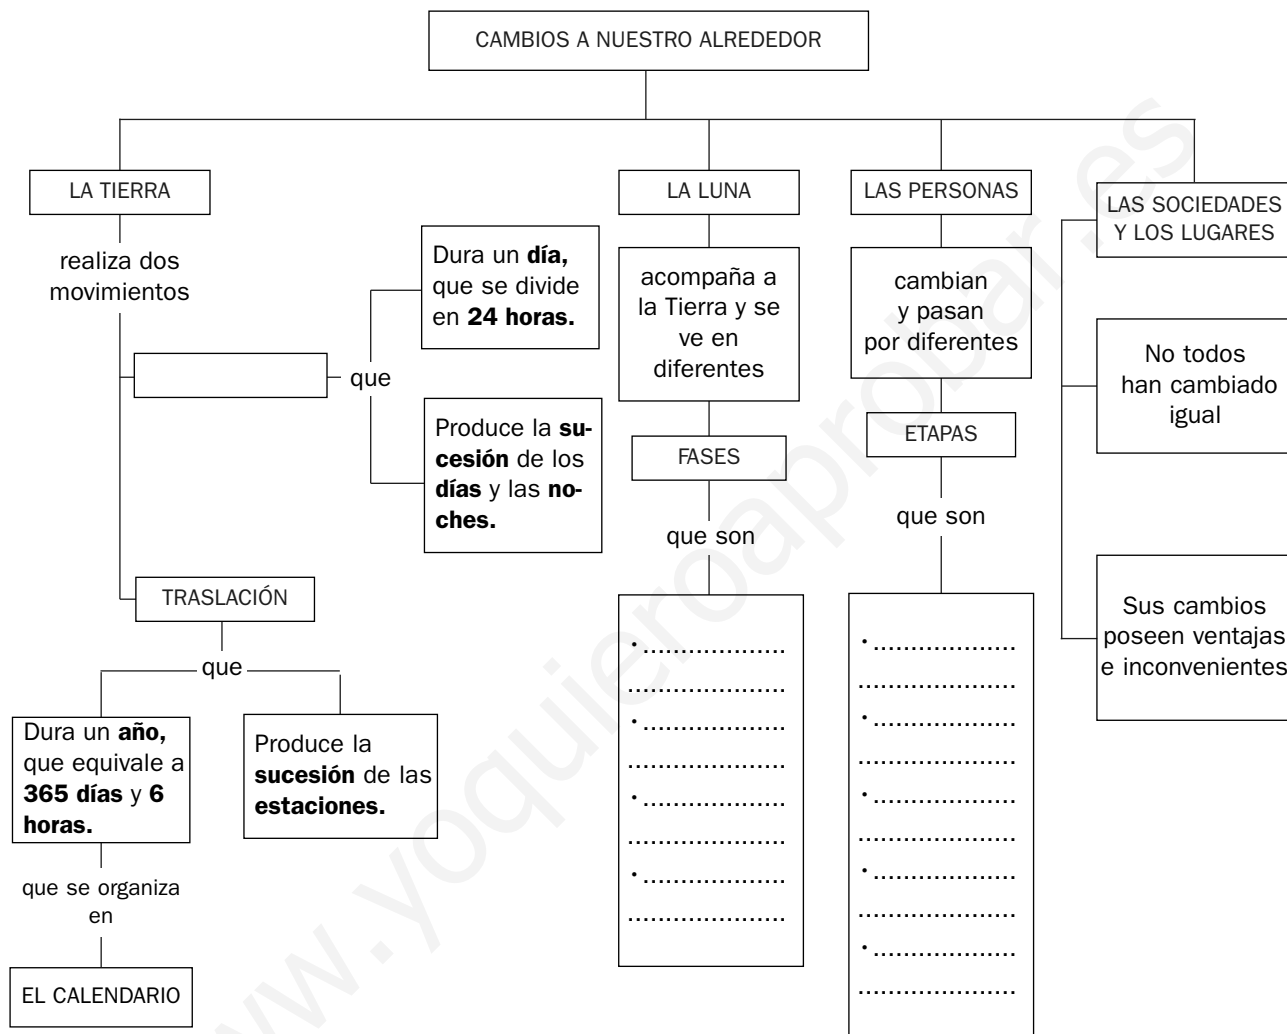 CAMBIOS A NUESTRO ALREDEDOR
LA TIERRA
realiza dos
movimientos
que
Dura un día,
que se divide
en 24 horas.
Produce la su-
cesión de los
días y las no-
ches.
TRASLACIÓN
que
Dura un año,
que equivale a
365 días y 6
horas.
Produce la
sucesión de las
estaciones.
que se organiza
en
EL CALENDARIO
LA LUNA
acompaña a
la Tierra y se
ve en
diferentes
FASES
que son
•....................
......................
•....................
......................
•....................
......................
•....................
......................
LAS PERSONAS
cambian
y pasan
por diferentes
ETAPAS
que son
•....................
......................
•....................
......................
•....................
......................
•....................
......................
•....................
......................
LAS SOCIEDADES
Y LOS LUGARES
No todos
han cambiado
igual
Sus cambios
poseen ventajas
e inconvenientes
www.yoquieroaprobar.es